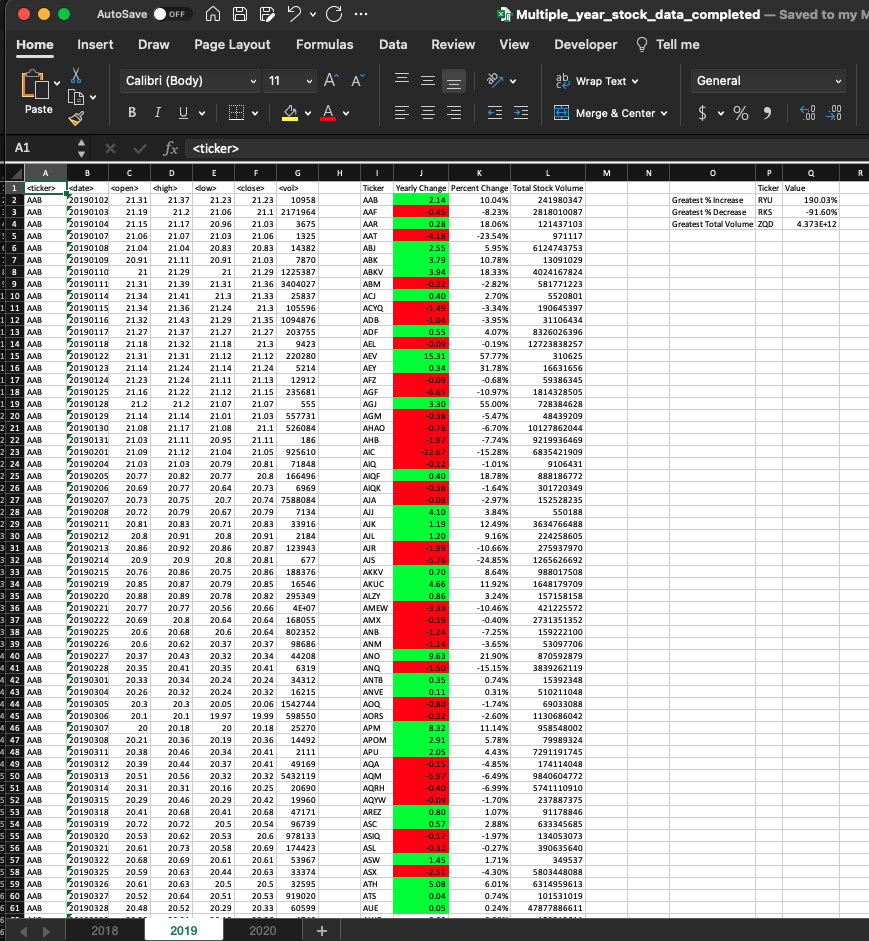 AutoSave OFF Multiple_year_stock_data_completed — Saved to my M
Home Insert Draw Page Layout Formulas Data Review View Developer Tell me
Paste Calibri (Body) 11 A^ A ab Wrap Text General
B I U A Merge & Center $ % 9 .00 .00
A1 fx <ticker>
A B C D E F G H I J K L M N O P Q R
1 <ticker> <date> <open> <high> <low> <close> <vol> Ticker Yearly Change Percent Change Total Stock Volume Ticker Value
2 AAB 20190102 21.31 21.37 21.23 21.23 10958 AAB 2.14 10.04% 241980347 Greatest % Increase RYU 190.03%
3 AAB 20190103 21.19 21.2 21.06 21.1 2171964 AAF -0.45 -8.23% 2818010087 Greatest % Decrease RKS -91.60%
4 AAB 20190104 21.15 21.17 20.96 21.03 3675 AAR 0.28 18.06% 121437103 Greatest Total Volume ZQD 4.373E+12
5 AAB 20190107 21.06 21.07 21.03 21.06 1325 AAT -4.18 -23.54% 971117
6 AAB 20190108 21.04 21.04 20.83 20.83 14382 ABJ 2.55 5.95% 6124743753
7 AAB 20190109 20.91 21.11 20.91 21.03 7870 ABK 3.79 10.78% 13091029
8 AAB 20190110 21 21.29 21 21.29 1225387 ABKV 3.94 18.33% 4024167824
9 AAB 20190111 21.31 21.39 21.31 21.36 3404027 ABM -0.22 -2.82% 581771223
10 AAB 20190114 21.34 21.41 21.3 21.33 25837 ACJ 0.40 2.70% 5520801
11 AAB 20190115 21.34 21.36 21.24 21.3 105596 ACYQ -1.49 -3.34% 190645397
12 AAB 20190116 21.32 21.43 21.29 21.35 1094876 ADB -1.04 -3.95% 31106434
13 AAB 20190117 21.27 21.37 21.27 21.27 203755 ADF 0.55 4.07% 8326026396
14 AAB 20190118 21.18 21.32 21.18 21.3 9423 AEL -0.09 -0.19% 12723838257
15 AAB 20190122 21.31 21.31 21.12 21.12 220280 AEV 15.31 57.77% 310625
16 AAB 20190123 21.14 21.24 21.14 21.24 5214 AEY 0.34 31.78% 16631656
17 AAB 20190124 21.23 21.24 21.11 21.13 12912 AFZ -0.09 -0.68% 59386345
18 AAB 20190125 21.16 21.22 21.12 21.15 235681 AGF -6.65 -10.97% 1814328505
19 AAB 20190128 21.2 21.2 21.07 21.07 555 AGJ 3.30 55.00% 728384628
20 AAB 20190129 21.14 21.14 21.01 21.03 557731 AGM -0.38 -5.47% 48439209
21 AAB 20190130 21.08 21.17 21.08 21.1 526084 AHAO -0.78 -6.70% 10127862044
22 AAB 20190131 21.03 21.11 20.95 21.11 186 AHB -1.97 -7.74% 9219936469
23 AAB 20190201 21.09 21.12 21.04 21.05 925610 AIC -22.67 -15.28% 6835421909
24 AAB 20190204 21.03 21.03 20.79 20.81 71848 AIQ -0.12 -1.01% 9106431
25 AAB 20190205 20.77 20.82 20.77 20.8 166496 AIQF 0.40 18.78% 888186772
26 AAB 20190206 20.69 20.77 20.64 20.73 6969 AIQK -0.38 -1.64% 301720349
27 AAB 20190207 20.73 20.75 20.7 20.74 7588084 AJA -0.08 -2.97% 152528235
28 AAB 20190208 20.72 20.79 20.67 20.79 7134 AJJ 4.10 3.84% 550188
29 AAB 20190211 20.81 20.83 20.71 20.83 33916 AJK 1.19 12.49% 3634766488
30 AAB 20190212 20.8 20.91 20.8 20.91 2184 AJL 1.20 9.16% 224258605
31 AAB 20190213 20.86 20.92 20.86 20.87 123943 AJR -1.99 -10.66% 275937970
32 AAB 20190214 20.9 20.9 20.8 20.81 677 AJS -5.76 -24.85% 1265626692
33 AAB 20190215 20.76 20.86 20.75 20.86 188376 AKKV 0.70 8.64% 988017508
34 AAB 20190219 20.85 20.87 20.79 20.85 16546 AKUC 4.66 11.92% 1648179709
35 AAB 20190220 20.88 20.89 20.78 20.82 295349 ALZY 0.86 3.24% 157158158
36 AAB 20190221 20.77 20.77 20.56 20.66 4E+07 AMEW -3.33 -10.46% 421225572
37 AAB 20190222 20.69 20.8 20.64 20.64 168055 AMX -0.19 -0.40% 2731351352
38 AAB 20190225 20.6 20.68 20.6 20.64 802352 ANB -1.24 -7.25% 159222100
39 AAB 20190226 20.6 20.62 20.37 20.37 98686 ANM -1.14 -3.65% 53097706
40 AAB 20190227 20.37 20.43 20.32 20.34 44208 ANO 9.63 21.90% 870592879
41 AAB 20190228 20.35 20.41 20.35 20.41 6319 ANQ -1.50 -15.15% 3839262119
42 AAB 20190301 20.33 20.34 20.24 20.24 34312 ANTB 0.35 0.74% 15392348
43 AAB 20190304 20.26 20.32 20.24 20.32 16215 ANVE 0.11 0.31% 510211048
44 AAB 20190305 20.3 20.3 20.05 20.06 1542744 AOQ -0.80 -1.74% 69033088
45 AAB 20190306 20.1 20.1 19.97 19.99 598550 AORS -0.22 -2.60% 1130686042
46 AAB 20190307 20 20.18 20 20.18 25270 APM 8.32 11.14% 958548002
47 AAB 20190308 20.21 20.36 20.19 20.36 14492 APOM 2.91 5.78% 79989324
48 AAB 20190311 20.38 20.46 20.34 20.41 2111 APU 2.05 4.43% 7291191745
49 AAB 20190312 20.39 20.44 20.37 20.41 49169 AQA -0.15 -4.85% 174114048
50 AAB 20190313 20.51 20.56 20.32 20.32 5432119 AQM -5.97 -6.49% 9840604772
51 AAB 20190314 20.31 20.31 20.16 20.25 20690 AQRH -0.40 -6.99% 5741110910
52 AAB 20190315 20.29 20.46 20.29 20.42 19960 AQYW -0.09 -1.70% 237887375
53 AAB 20190318 20.41 20.68 20.41 20.68 47171 AREZ 0.80 1.07% 91178846
54 AAB 20190319 20.72 20.72 20.5 20.54 96739 ASC 0.57 2.88% 633345685
55 AAB 20190320 20.53 20.62 20.53 20.6 978133 ASIQ -0.17 -1.97% 134053073
56 AAB 20190321 20.61 20.73 20.58 20.69 174423 ASL -0.32 -0.27% 390635640
57 AAB 20190322 20.68 20.69 20.61 20.61 53967 ASW 1.45 1.71% 349537
58 AAB 20190325 20.59 20.63 20.44 20.63 33374 ASX -2.51 -4.30% 5803448088
59 AAB 20190326 20.61 20.63 20.5 20.5 32595 ATH 5.08 6.01% 6314959613
60 AAB 20190327 20.52 20.64 20.51 20.53 919020 ATS 0.04 0.74% 101531019
61 AAB 20190328 20.48 20.52 20.29 20.33 60599 AUE 0.05 0.24% 47877886611
2018 2019 2020 +